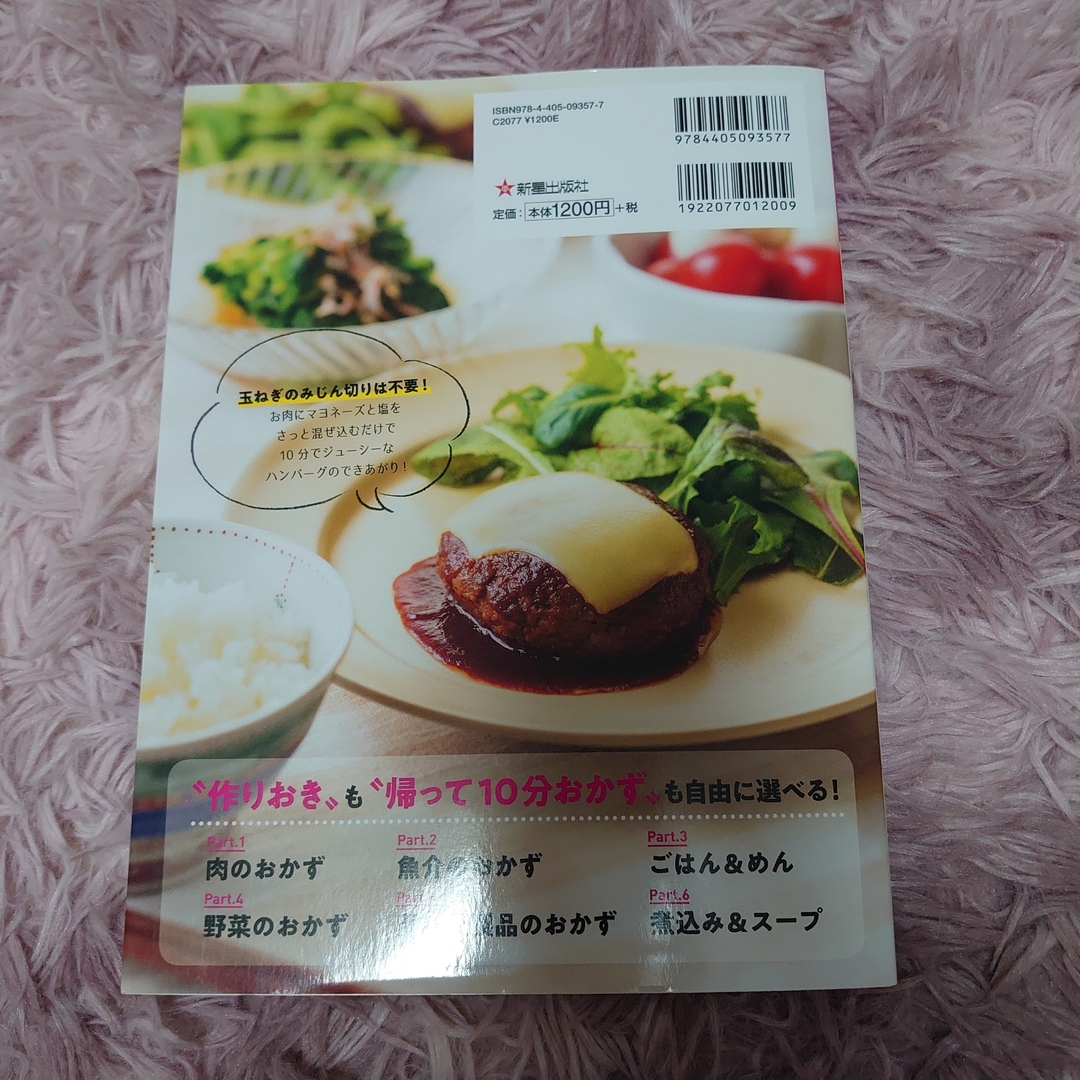 ISBN978-4-405-09357-7
C2077 ¥1200E
9784405093577
新星出版社
定価：本体1200円+税
1922077012009
玉ねぎのみじん切りは不要！
お肉にマヨネーズと塩を
さっと混ぜ込むだけで
10分でジューシーな
ハンバーグのできあがり！
〝作りおき〟も〝帰って10分おかず〟も自由に選べる！
Part.1
肉のおかず
Part.2
魚介のおかず
Part.3
ごはん＆めん
Part.4
野菜のおかず
品のおかず
Part.6
煮込み＆スープ